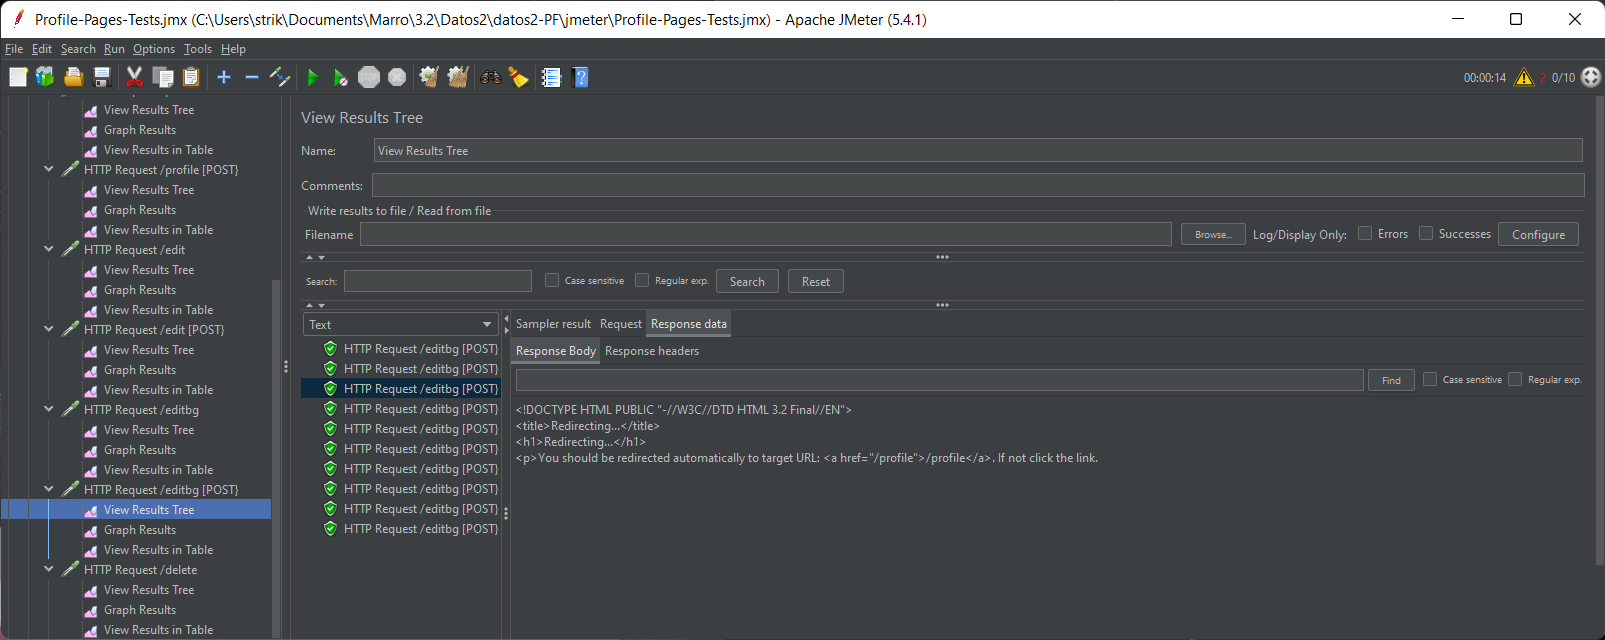 Profile-Pages-Tests.jmx (C:\Users\strik\Documents\Marro\3.2\Datos2\datos2-PF\jmeter\Profile-Pages-Tests.jmx) - Apache JMeter (5.4.1)
File Edit Search Run Options Tools Help
STOP
00:00:14 2 0/10
View Results Tree
Graph Results
View Results in Table
HTTP Request /profile [POST}
View Results Tree
Graph Results
View Results in Table
HTTP Request /edit
View Results Tree
Graph Results
View Results in Table
HTTP Request /edit [POST}
View Results Tree
Graph Results
View Results in Table
HTTP Request /editbg
View Results Tree
Graph Results
View Results in Table
HTTP Request /editbg [POST}
View Results Tree
Graph Results
View Results in Table
HTTP Request /delete
View Results Tree
Graph Results
View Results in Table
View Results Tree
Name: View Results Tree
Comments:
Write results to file / Read from file
Filename Browse... Log/Display Only: Errors Successes Configure
Search: Case sensitive Regular exp. Search Reset
Text
HTTP Request /editbg [POST}
HTTP Request /editbg [POST}
HTTP Request /editbg [POST}
HTTP Request /editbg [POST}
HTTP Request /editbg [POST}
HTTP Request /editbg [POST}
HTTP Request /editbg [POST}
HTTP Request /editbg [POST}
HTTP Request /editbg [POST}
HTTP Request /editbg [POST}
Sampler result Request Response data
Response Body Response headers
Find Case sensitive Regular exp.
<!DOCTYPE HTML PUBLIC "-//W3C//DTD HTML 3.2 Final//EN">
<title>Redirecting...</title>
<h1>Redirecting...</h1>
<p>You should be redirected automatically to target URL: <a href="/profile">/profile</a>. If not click the link.